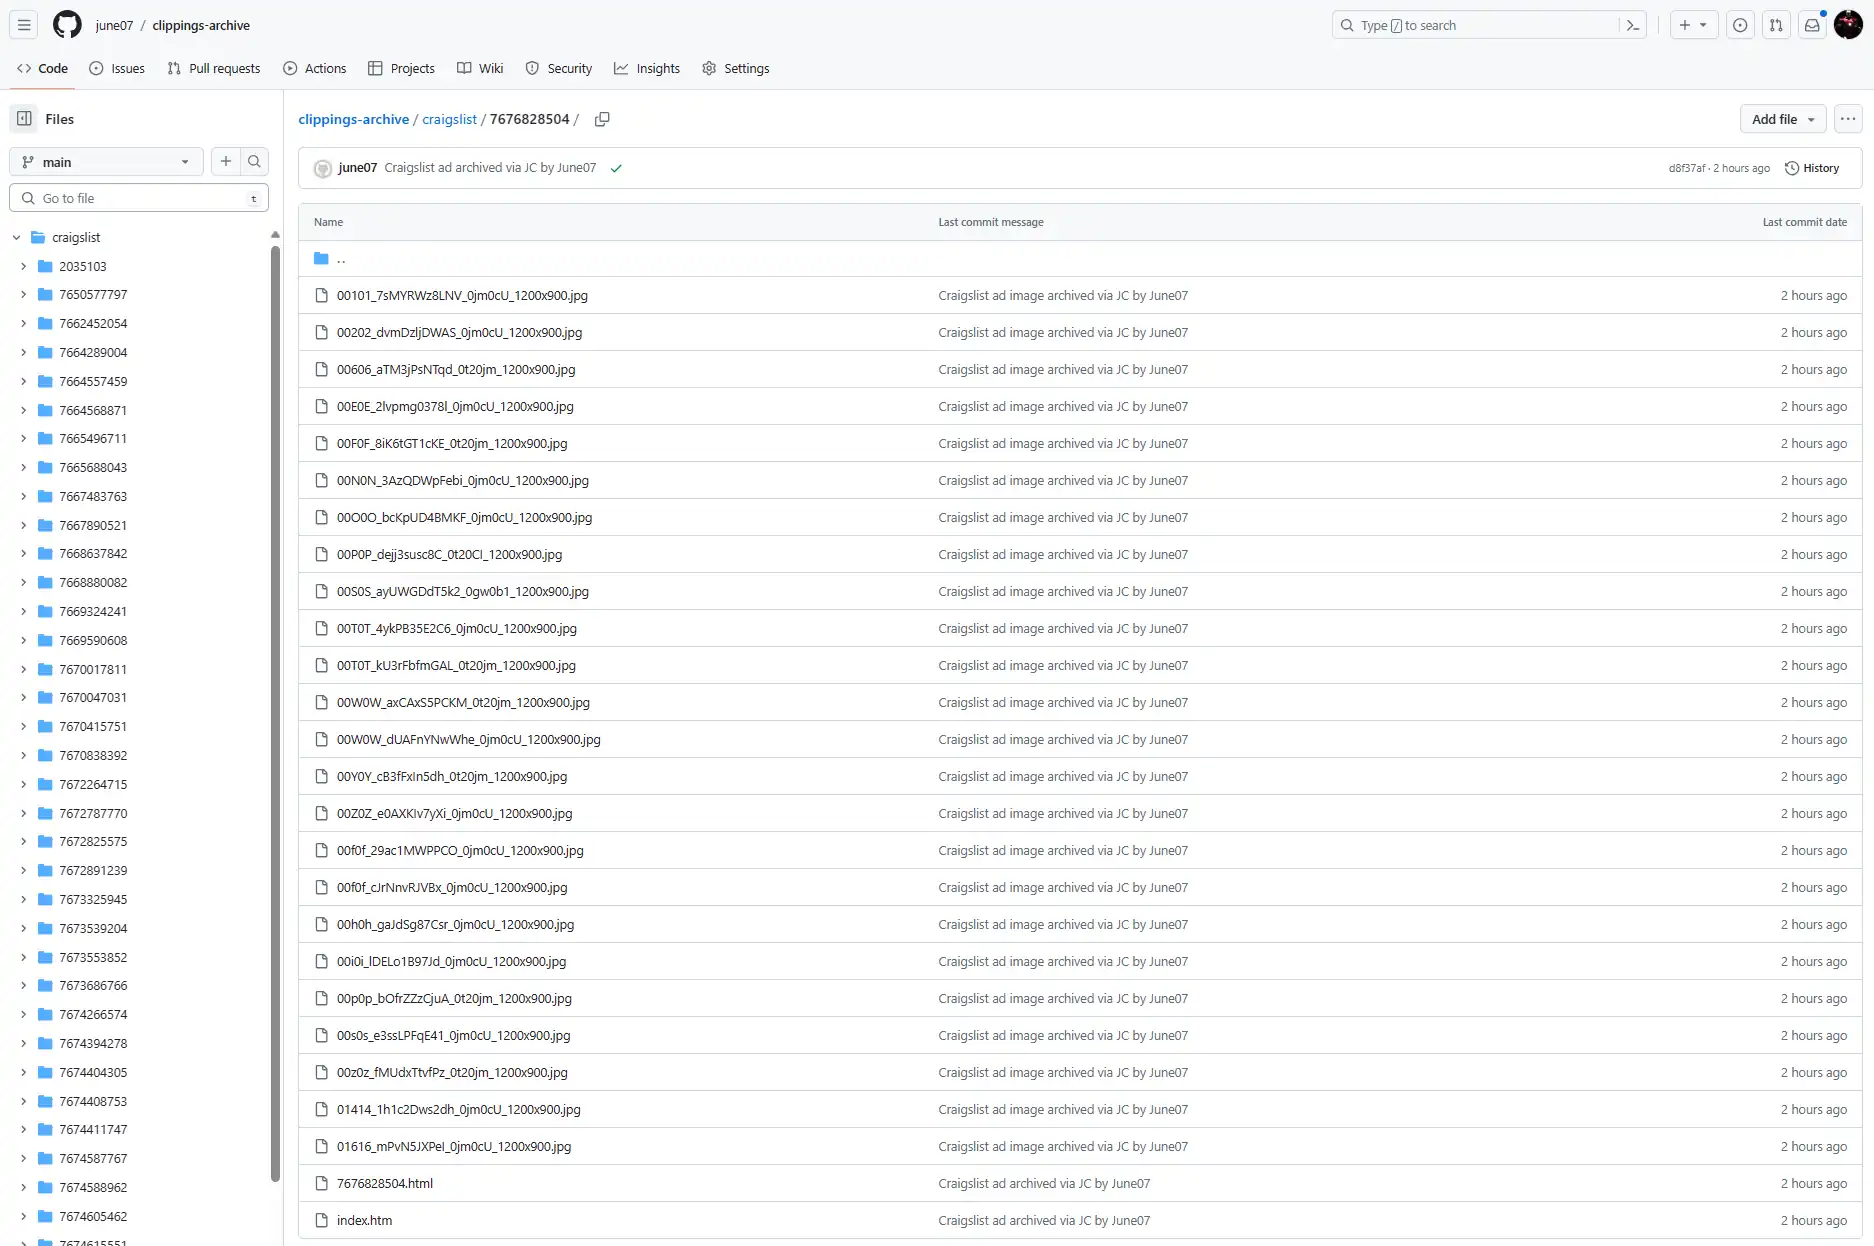 june07 / clippings-archive
Type / to search
Code Issues Pull requests Actions Projects Wiki Security Insights Settings
Files
main
Go to file t
craigslist
2035103
7650577797
7662452054
7664289004
7664557459
7664568871
7665496711
7665688043
7667483763
7667890521
7668637842
7668880082
7669324241
7669590608
7670017811
7670047031
7670415751
7670838392
7672264715
7672787770
7672825575
7672891239
7673325945
7673539204
7673553852
7673686766
7674266574
7674394278
7674404305
7674408753
7674411747
7674587767
7674588962
7674605462
7674615551
clippings-archive / craigslist / 7676828504 /
Add file
june07 Craigslist ad archived via JC by June07
d8f37af · 2 hours ago History
Name Last commit message Last commit date
..
00101_7sMYRWz8LNV_0jm0cU_1200x900.jpg Craigslist ad image archived via JC by June07 2 hours ago
00202_dvmDzljDWAS_0jm0cU_1200x900.jpg Craigslist ad image archived via JC by June07 2 hours ago
00606_aTM3jPsNTqd_0t20jm_1200x900.jpg Craigslist ad image archived via JC by June07 2 hours ago
00E0E_2lvpmg0378l_0jm0cU_1200x900.jpg Craigslist ad image archived via JC by June07 2 hours ago
00F0F_8iK6tGT1cKE_0t20jm_1200x900.jpg Craigslist ad image archived via JC by June07 2 hours ago
00N0N_3AzQDWpFebi_0jm0cU_1200x900.jpg Craigslist ad image archived via JC by June07 2 hours ago
00O0O_bcKpUD4BMKF_0jm0cU_1200x900.jpg Craigslist ad image archived via JC by June07 2 hours ago
00P0P_dejj3susc8C_0t20CI_1200x900.jpg Craigslist ad image archived via JC by June07 2 hours ago
00S0S_ayUWGDdT5k2_0gw0b1_1200x900.jpg Craigslist ad image archived via JC by June07 2 hours ago
00T0T_4ykPB35E2C6_0jm0cU_1200x900.jpg Craigslist ad image archived via JC by June07 2 hours ago
00T0T_kU3rFbfmGAL_0t20jm_1200x900.jpg Craigslist ad image archived via JC by June07 2 hours ago
00W0W_axCAxS5PCKM_0t20jm_1200x900.jpg Craigslist ad image archived via JC by June07 2 hours ago
00W0W_dUAFnYNwWhe_0jm0cU_1200x900.jpg Craigslist ad image archived via JC by June07 2 hours ago
00Y0Y_cB3fFxIn5dh_0t20jm_1200x900.jpg Craigslist ad image archived via JC by June07 2 hours ago
00Z0Z_e0AXKIv7yXi_0jm0cU_1200x900.jpg Craigslist ad image archived via JC by June07 2 hours ago
00f0f_29ac1MWPPCO_0jm0cU_1200x900.jpg Craigslist ad image archived via JC by June07 2 hours ago
00f0f_cJrNnvRJVBx_0jm0cU_1200x900.jpg Craigslist ad image archived via JC by June07 2 hours ago
00h0h_gaJdSg87Csr_0jm0cU_1200x900.jpg Craigslist ad image archived via JC by June07 2 hours ago
00i0i_lDELo1B97Jd_0jm0cU_1200x900.jpg Craigslist ad image archived via JC by June07 2 hours ago
00p0p_bOfrZZzCjuA_0t20jm_1200x900.jpg Craigslist ad image archived via JC by June07 2 hours ago
00s0s_e3ssLPFqE41_0jm0cU_1200x900.jpg Craigslist ad image archived via JC by June07 2 hours ago
00z0z_fMUdxTtvfPz_0t20jm_1200x900.jpg Craigslist ad image archived via JC by June07 2 hours ago
01414_1h1c2Dws2dh_0jm0cU_1200x900.jpg Craigslist ad image archived via JC by June07 2 hours ago
01616_mPvN5JXPeI_0jm0cU_1200x900.jpg Craigslist ad image archived via JC by June07 2 hours ago
7676828504.html Craigslist ad archived via JC by June07 2 hours ago
index.htm Craigslist ad archived via JC by June07 2 hours ago